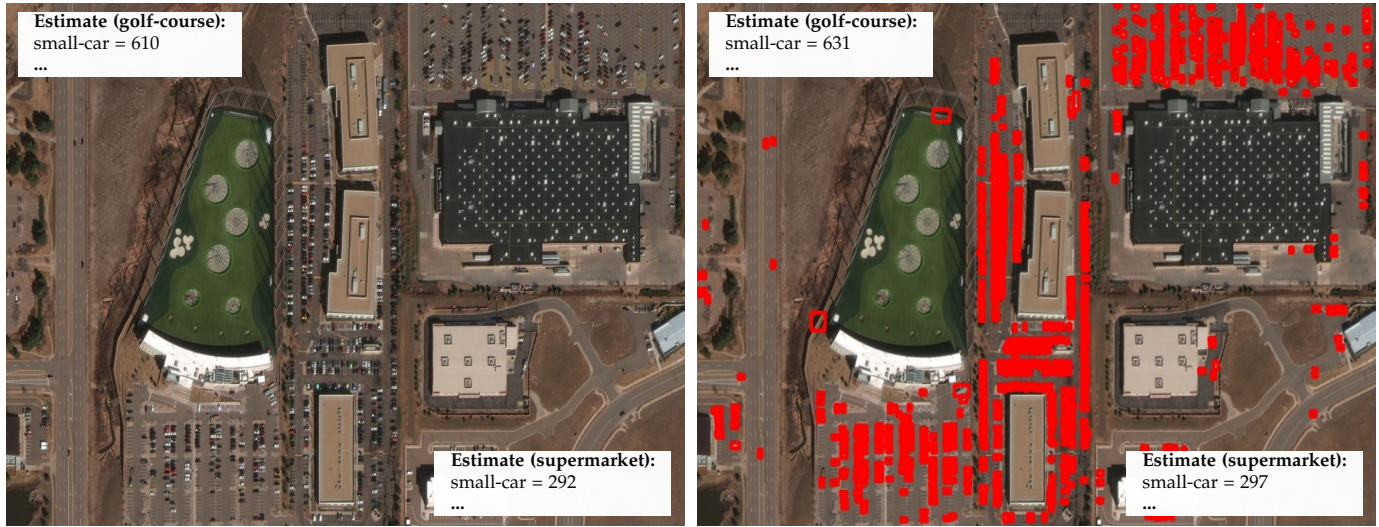 Estimate (golf-course):
small-car = 610
...
Estimate (supermarket):
small-car = 292
...
Estimate (golf-course):
small-car = 631
...
Estimate (supermarket):
small-car = 297
...